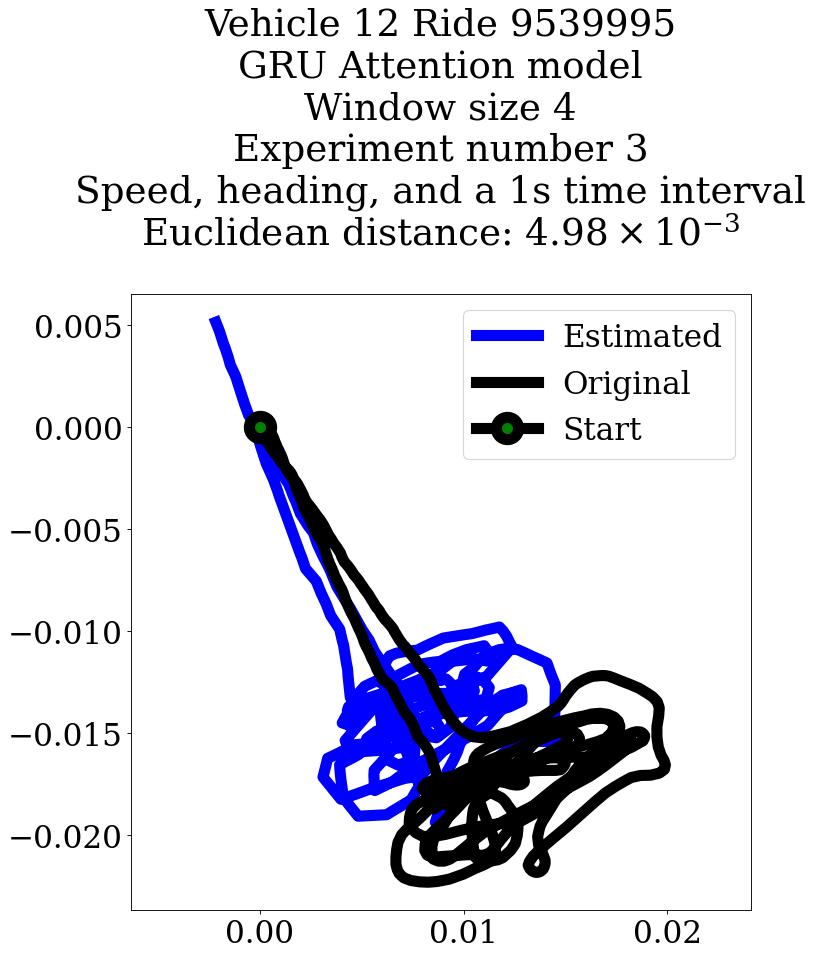 Vehicle 12 Ride 9539995
GRU Attention model
Window size 4
Experiment number 3
Speed, heading, and a 1s time interval
Euclidean distance: 4.98 × 10⁻³
Estimated
Original
Start
0.005
0.000
−0.005
−0.010
−0.015
−0.020
0.00 0.01 0.02